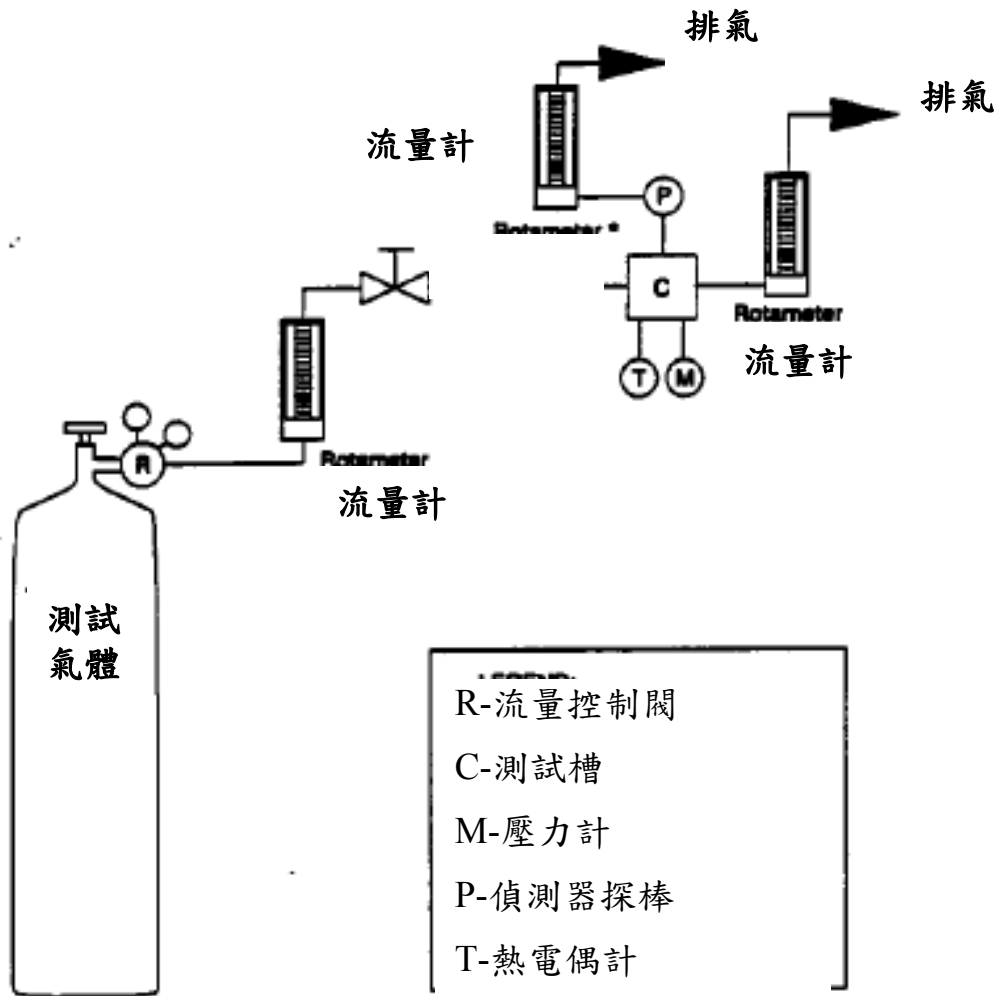 排氣
排氣
流量計
P
Rotameter *
C
Rotameter
流量計
T M
R
Rotameter
流量計
測試
氣體
LEGEND:
R-流量控制閥
C-測試槽
M-壓力計
P-偵測器探棒
T-熱電偶計